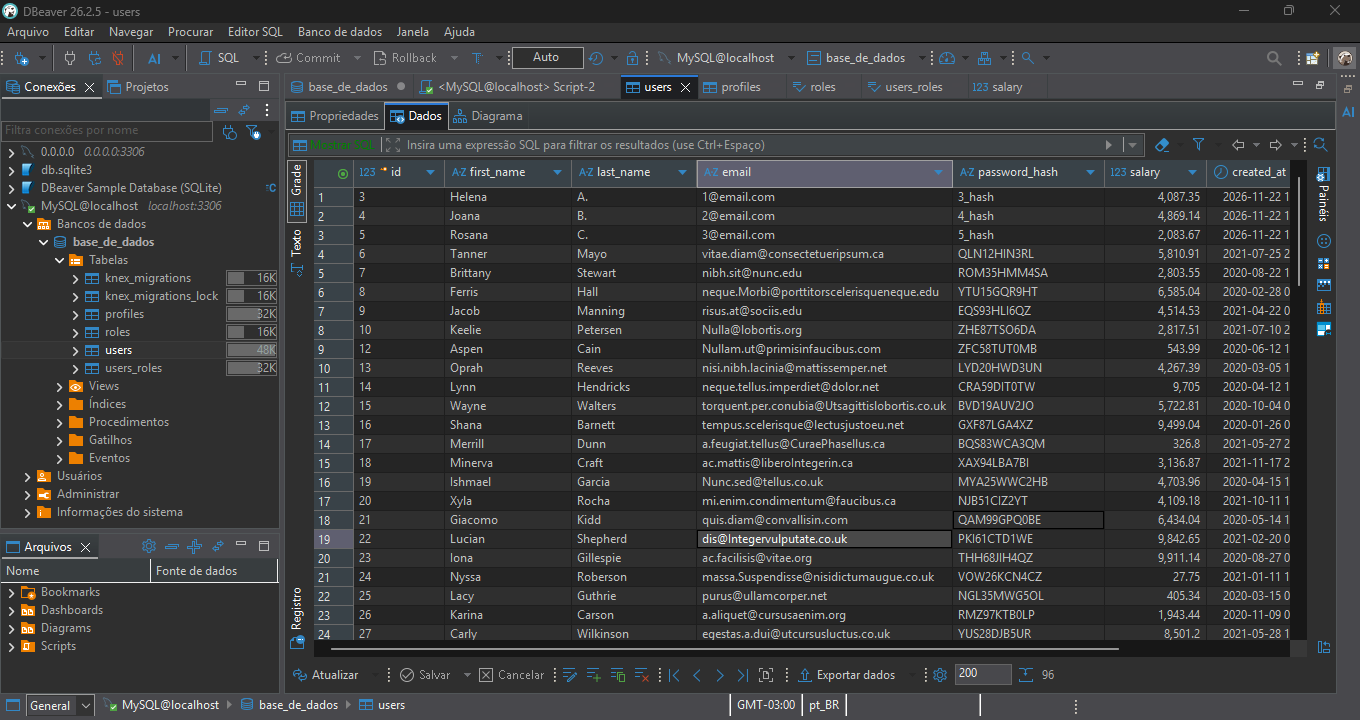 DBeaver 26.2.5 - users
Arquivo Editar Navegar Procurar Editor SQL Banco de dados Janela Ajuda
AI SQL Commit Rollback T Auto MySQL@localhost base_de_dados
Conexões Projetos
Filtra conexões por nome
0.0.0.0 0.0.0.0:3306
db.sqlite3
DBeaver Sample Database (SQLite)
MySQL@localhost localhost:3306
Bancos de dados
base_de_dados
Tabelas
knex_migrations 16K
knex_migrations_lock 16K
profiles 32K
roles 16K
users 48K
users_roles 32K
Views
Índices
Procedimentos
Gatilhos
Eventos
Usuários
Administrar
Informações do sistema
Arquivos
Nome Fonte de dados
Bookmarks
Dashboards
Diagrams
Scripts
base_de_dados <MySQL@localhost> Script-2 users profiles roles users_roles 123 salary
AI
Propriedades Dados Diagrama
Mostrar SQL Insira uma expressão SQL para filtrar os resultados (use Ctrl+Espaço)
Grade
Texto
Registro
Painéis
123 id A-Z first_name A-Z last_name A-Z email A-Z password_hash 123 salary created_at
1 3 Helena A. 1@email.com 3_hash 4,087.35 2026-11-22 1
2 4 Joana B. 2@email.com 4_hash 4,869.14 2026-11-22 1
3 5 Rosana C. 3@email.com 5_hash 2,083.67 2026-11-22 1
4 6 Tanner Mayo vitae.diam@consectetueripsum.ca QLN12HIN3RL 5,810.91 2021-07-25 2
5 7 Brittany Stewart nibh.sit@nunc.edu ROM35HMM4SA 2,803.55 2020-08-22 1
6 8 Ferris Hall neque.Morbi@porttitorscelerisqueneque.edu YTU15GQR9HT 6,585.04 2020-02-28 0
7 9 Jacob Manning risus.at@sociis.edu EQS93HLI6QZ 4,514.53 2021-04-22 0
8 10 Keelie Petersen Nulla@lobortis.org ZHE87TSO6DA 2,817.51 2021-07-10 2
9 12 Aspen Cain Nullam.ut@primisinfaucibus.com ZFC58TUT0MB 543.99 2020-06-12 1
10 13 Oprah Reeves nisi.nibh.lacinia@mattissemper.net LYD20HWD3UN 4,267.39 2020-03-05 1
11 14 Lynn Hendricks neque.tellus.imperdiet@dolor.net CRA59DIT0TW 9,705 2020-04-12 1
12 15 Wayne Walters torquent.per.conubia@Utsagittislobortis.co.uk BVD19AUV2JO 5,722.81 2020-10-04 0
13 16 Shana Barnett tempus.scelerisque@lectusjustoeu.net GXF87LGA4XZ 9,499.04 2020-01-26 0
14 17 Merrill Dunn a.feugiat.tellus@CuraePhasellus.ca BQS83WCA3QM 326.8 2021-05-27 2
15 18 Minerva Craft ac.mattis@liberoIntegerin.ca XAX94LBA7BI 3,136.87 2021-11-17 2
16 19 Ishmael Garcia Nunc.sed@tellus.co.uk MYA25WWC2HB 4,703.96 2020-04-15 1
17 20 Xyla Rocha mi.enim.condimentum@faucibus.ca NJB51CIZ2YT 4,109.18 2021-10-11 1
18 21 Giacomo Kidd quis.diam@convallisin.com QAM99GPQ0BE 6,434.04 2020-05-14 1
19 22 Lucian Shepherd dis@Integervulputate.co.uk PKI61CTD1WE 9,842.65 2021-02-20 1
20 23 Iona Gillespie ac.facilisis@vitae.org THH68JIH4QZ 9,911.14 2020-08-27 0
21 24 Nyssa Roberson massa.Suspendisse@nisidictumaugue.co.uk VOW26KCN4CZ 27.75 2021-01-11 1
22 25 Lacy Guthrie purus@ullamcorper.net NGL35MWG5OL 405.34 2020-03-15 0
23 26 Karina Carson a.aliquet@cursusaenim.org RMZ97KTB0LP 1,943.44 2020-11-09 0
24 27 Carly Wilkinson egestas.a.dui@utcursusluctus.co.uk YUS28DJB5UR 8,501.2 2021-05-28 1
Atualizar Salvar Cancelar Exportar dados 200 96
General MySQL@localhost base_de_dados users GMT-03:00 pt_BR